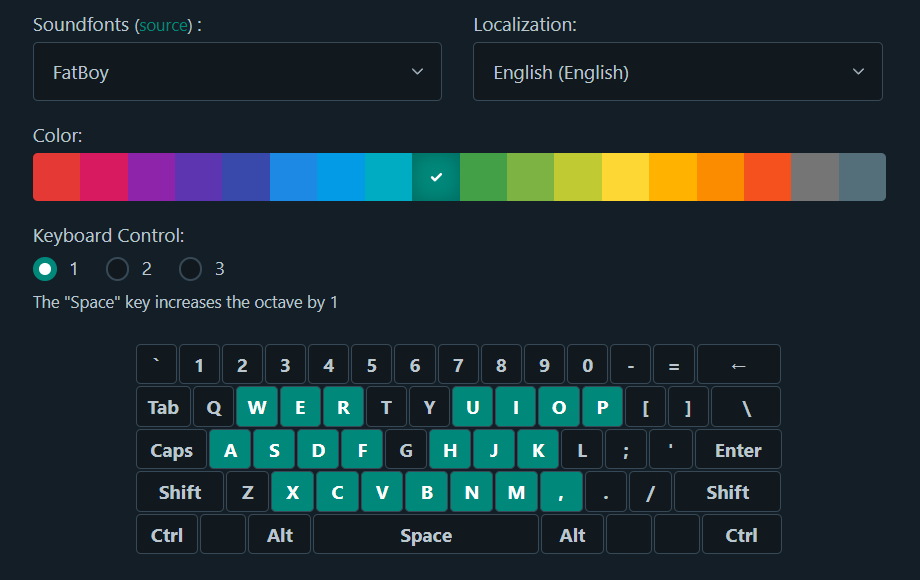 Soundfonts (source) :
Localization:
FatBoy
English (English)
Color:
Keyboard Control:
1 2 3
The "Space" key increases the octave by 1
` 1 2 3 4 5 6 7 8 9 0 - = ←
Tab Q W E R T Y U I O P [ ] \
Caps A S D F G H J K L ; ' Enter
Shift Z X C V B N M , . / Shift
Ctrl Alt Space Alt Ctrl